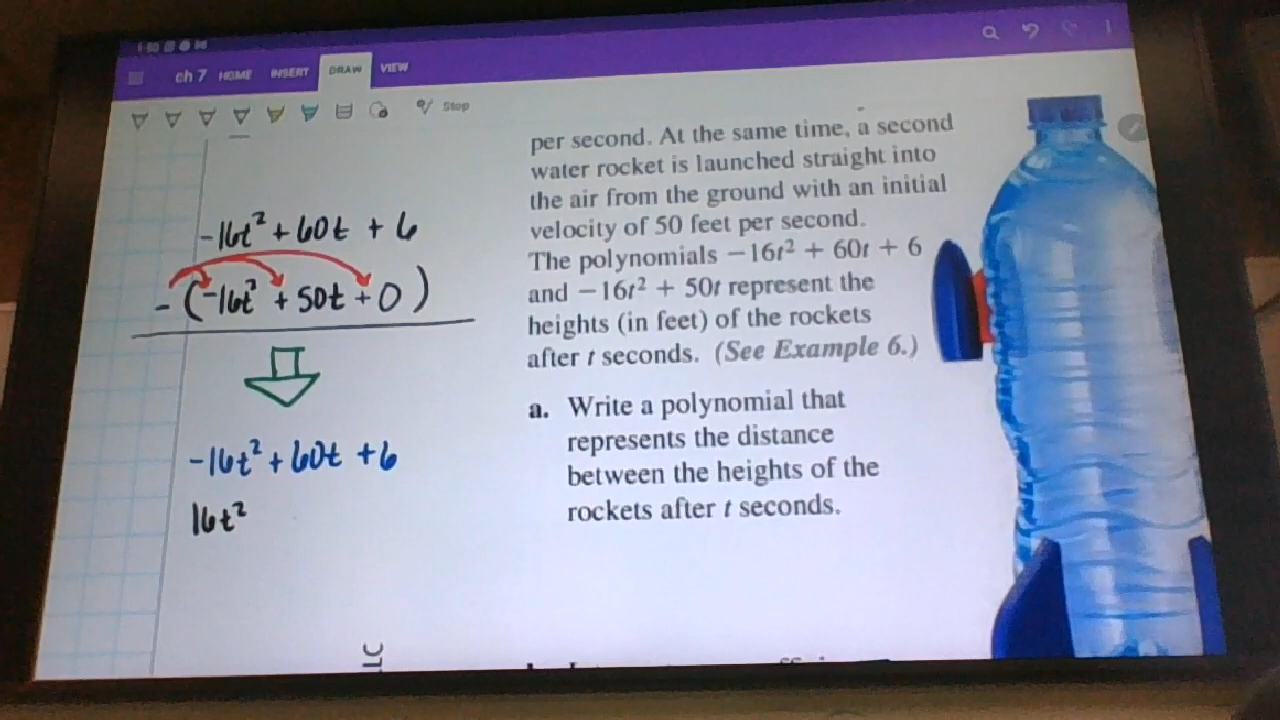 ch 7 HOME INSERT DRAW VIEW
Stop
-16t² + 60t + 6
-(-16t² + 50t + 0)
-16t² + 60t + 6
16t²
per second. At the same time, a second
water rocket is launched straight into
the air from the ground with an initial
velocity of 50 feet per second.
The polynomials −16t² + 60t + 6
and −16t² + 50t represent the
heights (in feet) of the rockets
after t seconds. (See Example 6.)
a. Write a polynomial that
represents the distance
between the heights of the
rockets after t seconds.